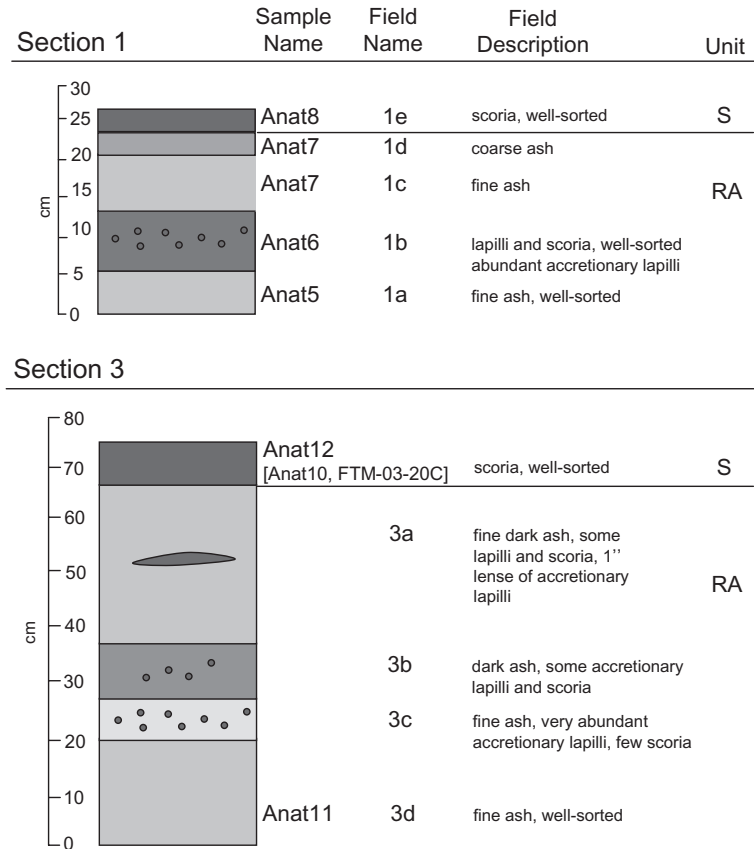 Section 1
Sample Name
Field Name
Field Description
Unit
cm
30
25
20
15
10
5
0
Anat8 1e scoria, well-sorted S
Anat7 1d coarse ash
Anat7 1c fine ash
RA
Anat6 1b lapilli and scoria, well-sorted
abundant accretionary lapilli
Anat5 1a fine ash, well-sorted
Section 3
cm
80
70
60
50
40
30
20
10
0
Anat12
[Anat10, FTM-03-20C] scoria, well-sorted S
3a fine dark ash, some
lapilli and scoria, 1’’
lense of accretionary
lapilli
RA
3b dark ash, some accretionary
lapilli and scoria
3c fine ash, very abundant
accretionary lapilli, few scoria
Anat11 3d fine ash, well-sorted